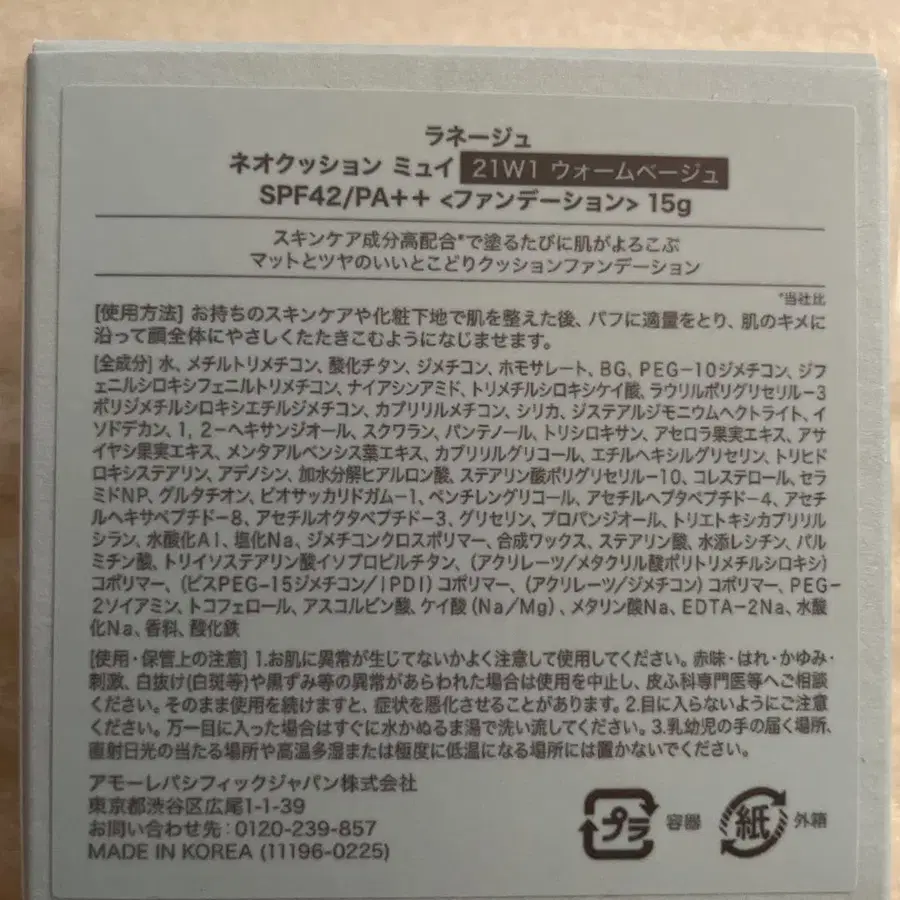 ラネージュ
ネオクッション ミュイ 21W1 ウォームベージュ
SPF42/PA++ <ファンデーション> 15g
スキンケア成分高配合*で塗るたびに肌がよろこぶ
マットとツヤのいいとこどりクッションファンデーション
*当社比
[使用方法] お持ちのスキンケアや化粧下地で肌を整えた後、パフに適量をとり、肌のキメに
沿って顔全体にやさしくたたきこむようになじませます。
[全成分] 水、メチルトリメチコン、酸化チタン、ジメチコン、ホモサレート、BG、PEG-10ジメチコン、ジフ
ェニルシロキシフェニルトリメチコン、ナイアシンアミド、トリメチルシロキシケイ酸、ラウリルポリグリセリル-3
ポリジメチルシロキシエチルジメチコン、カプリリルメチコン、シリカ、ジステアルジモニウムヘクトライト、イ
ソドデカン、1, 2-ヘキサンジオール、スクワラン、パンテノール、トリシロキサン、アセロラ果実エキス、アサ
イヤシ果実エキス、メンタアルベンシス葉エキス、カプリリルグリコール、エチルヘキシルグリセリン、トリヒド
ロキシステアリン、アデノシン、加水分解ヒアルロン酸、ステアリン酸ポリグリセリル-10、コレステロール、セラ
ミドNP、グルタチオン、ビオサッカリドガム-1、ペンチレングリコール、アセチルヘプタペプチド-4、アセチ
ルヘキサペプチド-8、アセチルオクタペプチド-3、グリセリン、プロパンジオール、トリエトキシカプリリル
シラン、水酸化Al、塩化Na、ジメチコンクロスポリマー、合成ワックス、ステアリン酸、水添レシチン、パル
ミチン酸、トリイソステアリン酸イソプロピルチタン、(アクリレーツ/メタクリル酸ポリトリメチルシロキシ)
コポリマー、(ビスPEG-15ジメチコン/IPDI)コポリマー、(アクリレーツ/ジメチコン)コポリマー、PEG-
2ソイアミン、トコフェロール、アスコルビン酸、ケイ酸(Na/Mg)、メタリン酸Na、EDTA-2Na、水酸
化Na、香料、酸化鉄
[使用・保管上の注意] 1.お肌に異常が生じてないかよく注意して使用してください。赤味・はれ・かゆみ・
刺激、白抜け(白斑等)や黒ずみ等の異常があらわれた場合は使用を中止し、皮ふ科専門医等へご相談
ください。そのまま使用を続けますと、症状を悪化させることがあります。2.目に入らないようにご注意
ください。万一目に入った場合はすぐに水かぬるま湯で洗い流してください。3.乳幼児の手の届く場所、
直射日光の当たる場所や高温多湿または極度に低温になる場所には置かないでください。
アモーレパシフィックジャパン株式会社
東京都渋谷区広尾1-1-39
お問い合わせ先:0120-239-857
MADE IN KOREA (11196-0225)
プラ 容器 紙 外箱